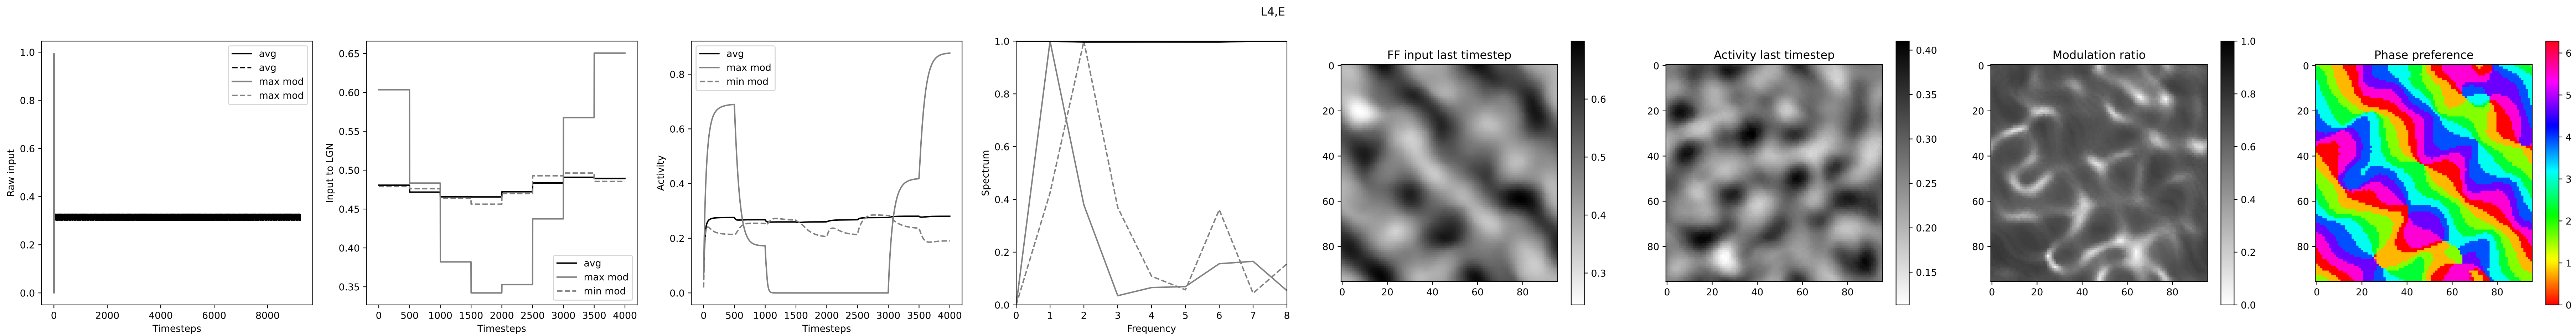 L4,E
Raw input
1.0
0.8
0.6
0.4
0.2
0.0
avg
avg
max mod
max mod
0 2000 4000 6000 8000
Timesteps
Input to LGN
0.65
0.60
0.55
0.50
0.45
0.40
0.35
avg
max mod
min mod
0 500 1000 1500 2000 2500 3000 3500 4000
Timesteps
Activity
0.8
0.6
0.4
0.2
0.0
avg
max mod
min mod
0 500 1000 1500 2000 2500 3000 3500 4000
Timesteps
Spectrum
1.0
0.8
0.6
0.4
0.2
0.0
0 1 2 3 4 5 6 7 8
Frequency
FF input last timestep
0
20
40
60
80
0 20 40 60 80
0.6
0.5
0.4
0.3
Activity last timestep
0
20
40
60
80
0 20 40 60 80
0.40
0.35
0.30
0.25
0.20
0.15
Modulation ratio
0
20
40
60
80
0 20 40 60 80
1.0
0.8
0.6
0.4
0.2
0.0
Phase preference
0
20
40
60
80
0 20 40 60 80
6
5
4
3
2
1
0